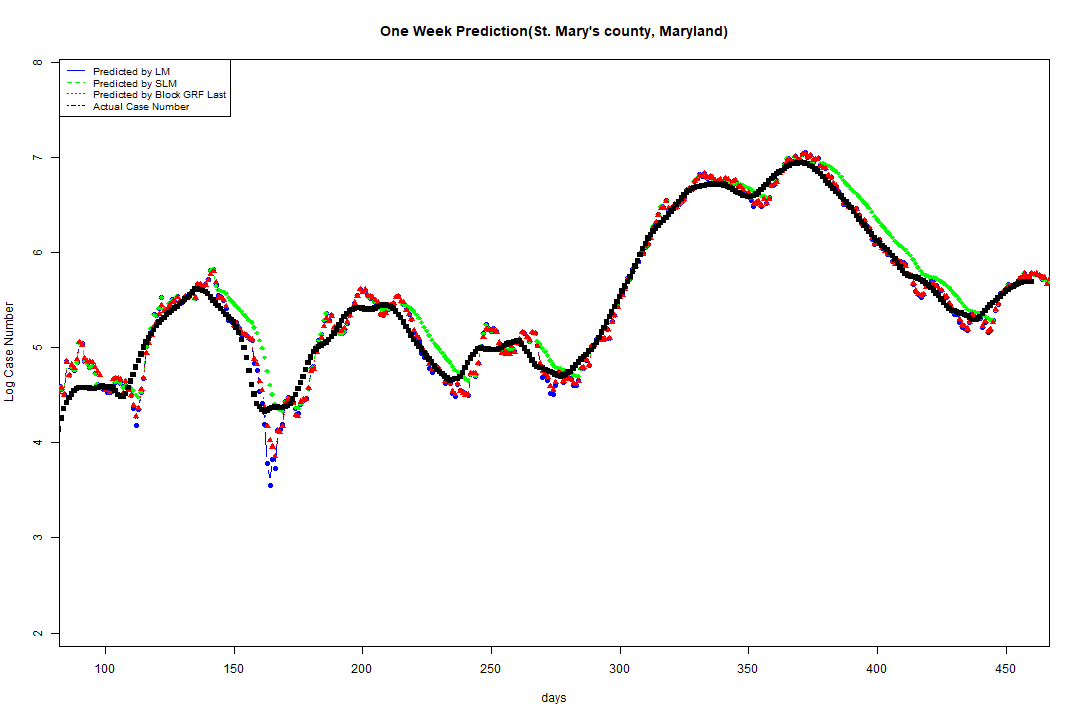 One Week Prediction(St. Mary's county, Maryland)
Predicted by LM
Predicted by SLM
Predicted by Block GRF Last
Actual Case Number
8
7
6
5
4
3
2
Log Case Number
100 150 200 250 300 350 400 450
days